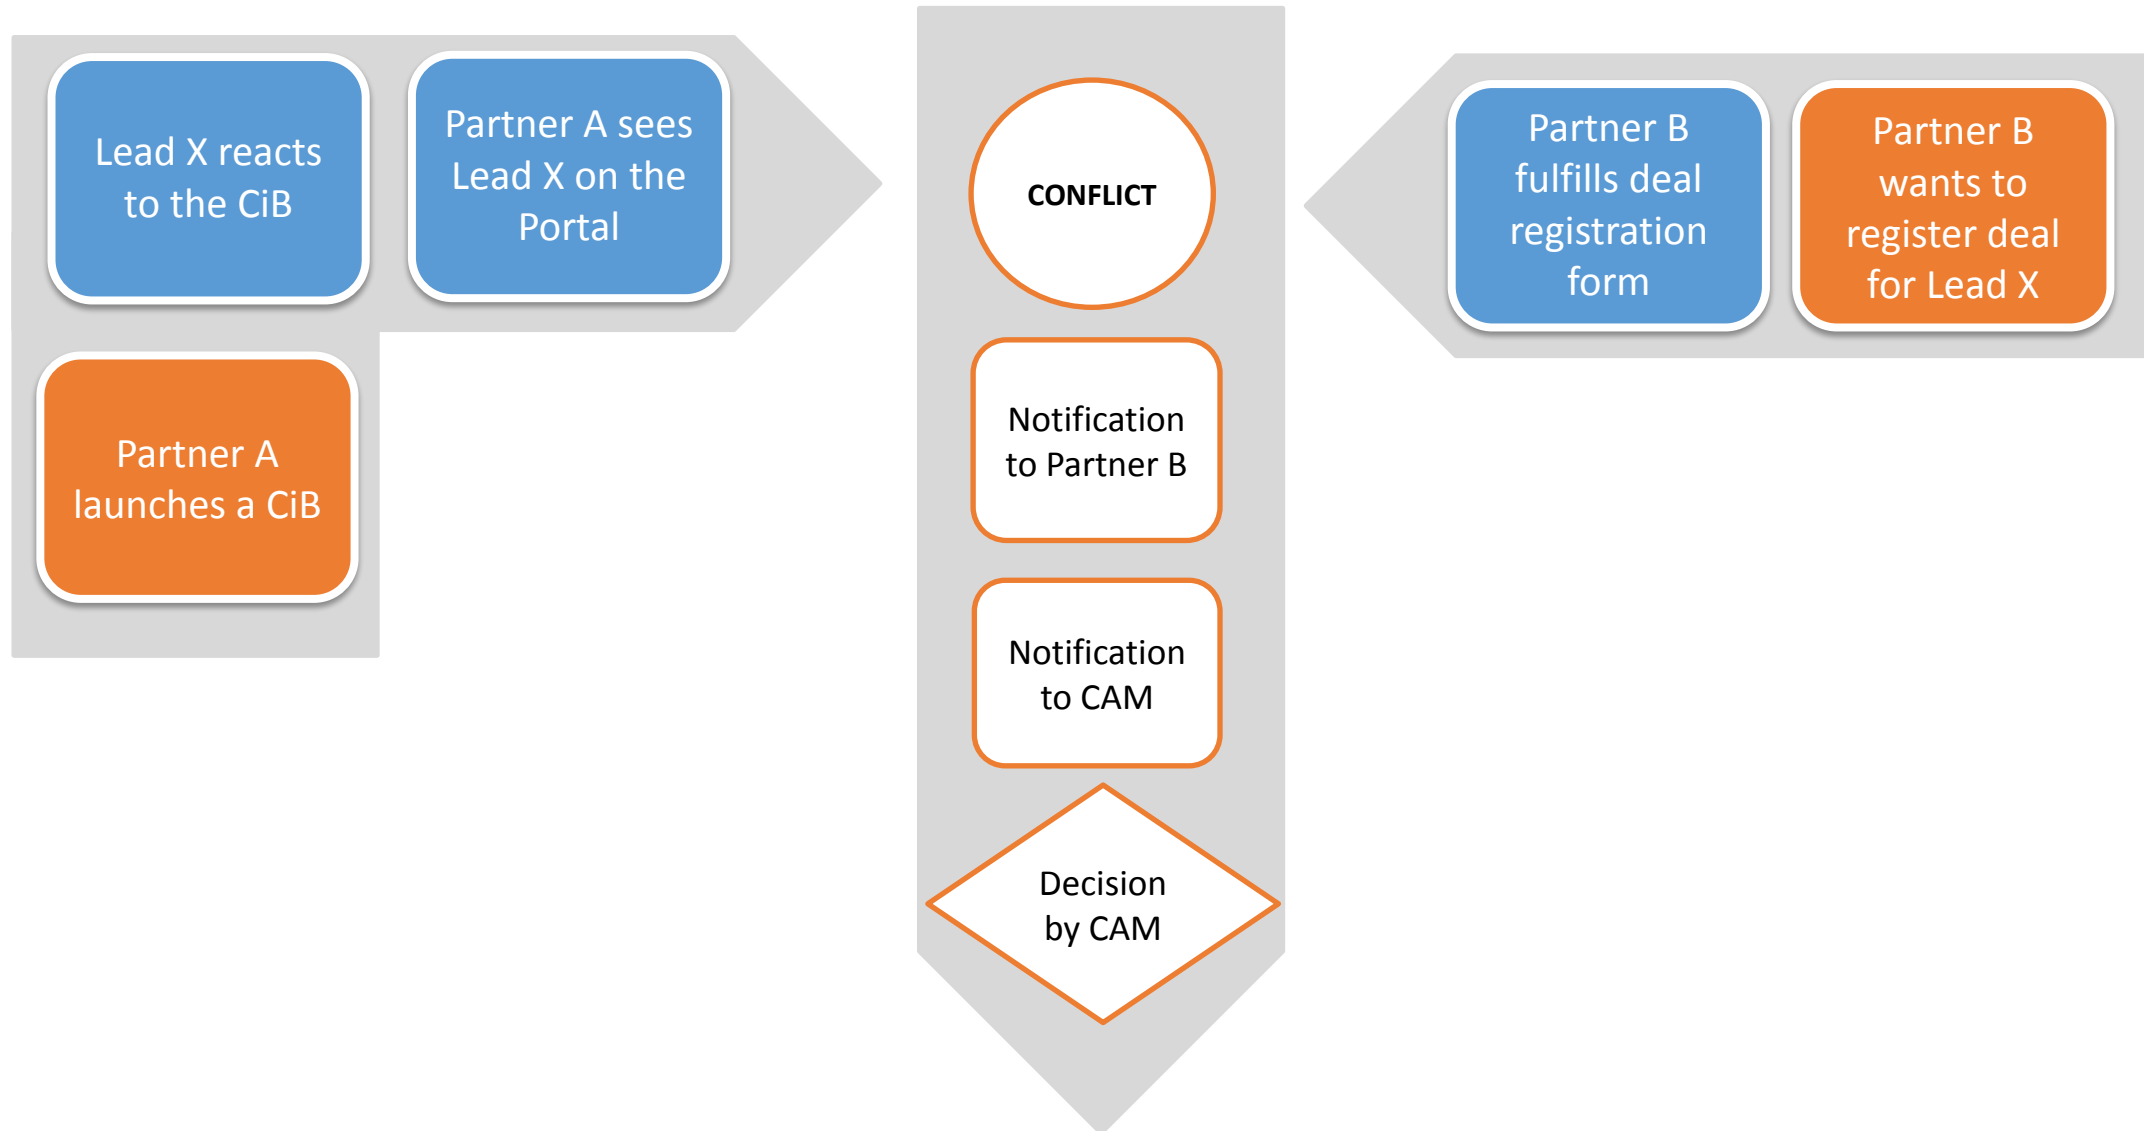 Lead X reacts
to the CiB
Partner A sees
Lead X on the
Portal
Partner A
launches a CiB
CONFLICT
Notification
to Partner B
Notification
to CAM
Decision
by CAM
Partner B
fulfills deal
registration
form
Partner B
wants to
register deal
for Lead X